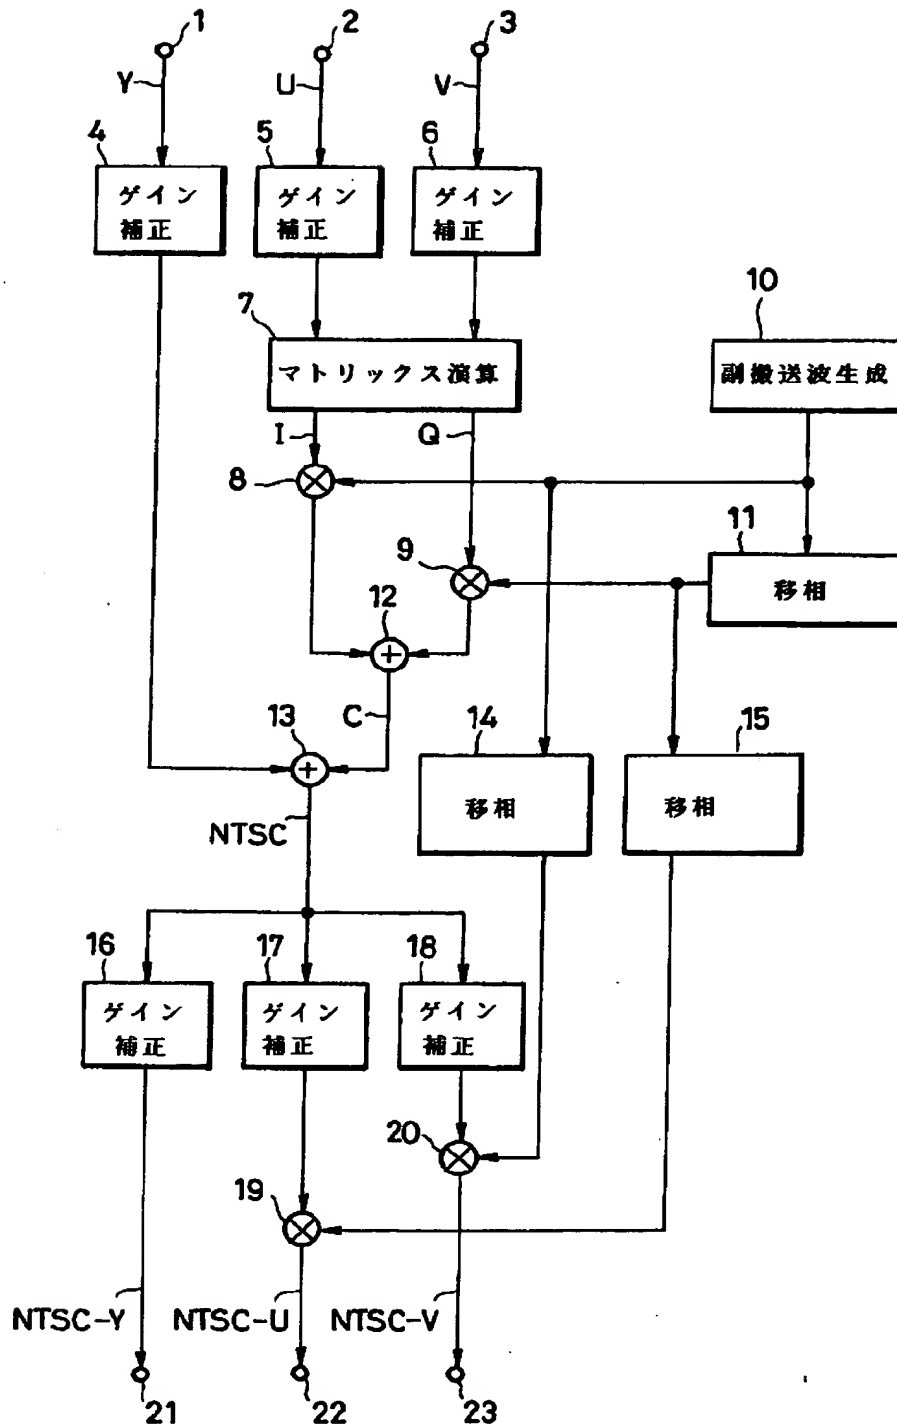 1 2 3
Y U V
4 5 6
ゲイン ゲイン ゲイン
補正 補正 補正
7 10
マトリックス演算 副搬送波生成
I Q
8
11
9 移相
12
C 14 15
13
移相 移相
NTSC
16 17 18
ゲイン ゲイン ゲイン
補正 補正 補正
20
19
NTSC-Y NTSC-U NTSC-V
21 22 23